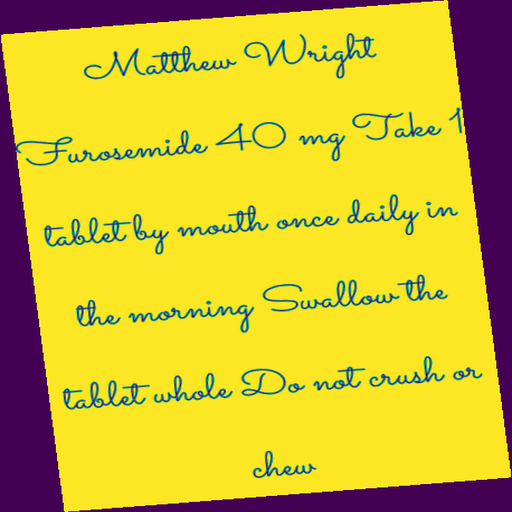 Matthew Wright
Furosemide 40 mg Take 1
tablet by mouth once daily in
the morning Swallow the
tablet whole Do not crush or
chew